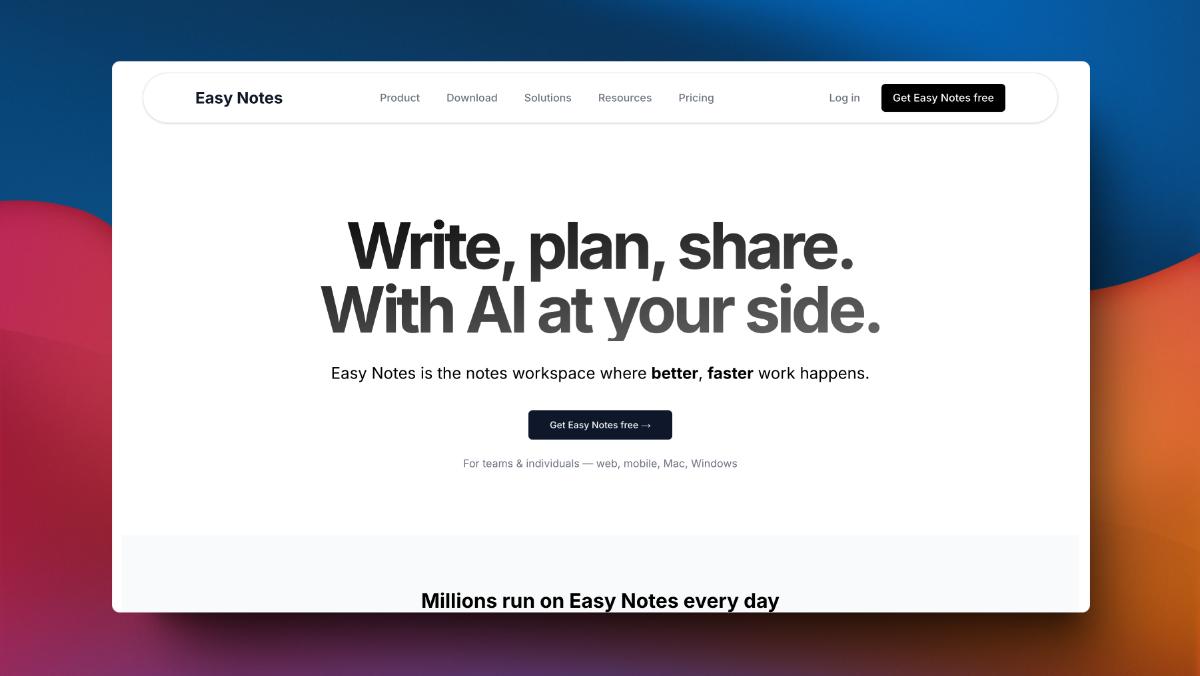 Easy Notes
Product
Download
Solutions
Resources
Pricing
Log in
Get Easy Notes free
Write, plan, share.
With AI at your side.
Easy Notes is the notes workspace where better, faster work happens.
Get Easy Notes free →
For teams & individuals — web, mobile, Mac, Windows
Millions run on Easy Notes every day